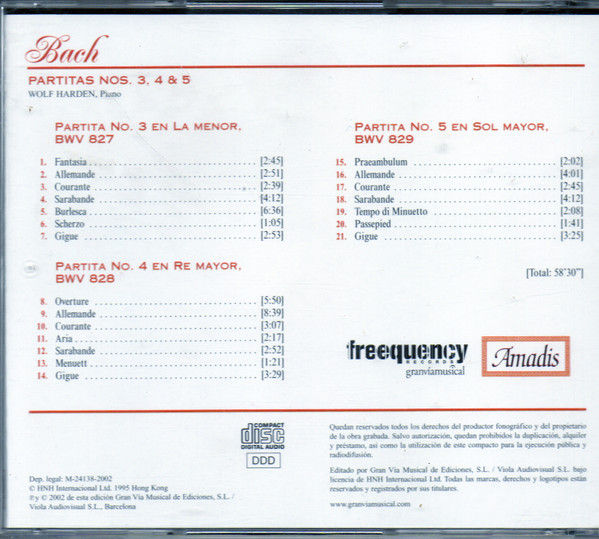 Bach
PARTITAS NOS. 3, 4 & 5
WOLF HARDEN, Piano
PARTITA NO. 3 EN LA MENOR,
BWV 827
1. Fantasia [2:45]
2. Allemande [2:51]
3. Courante [2:39]
4. Sarabande [4:12]
5. Burlesca [6:36]
6. Scherzo [1:05]
7. Gigue [2:53]
PARTITA NO. 4 EN RE MAYOR,
BWV 828
8. Overture [5:50]
9. Allemande [8:39]
10. Courante [3:07]
11. Aria [2:17]
12. Sarabande [2:52]
13. Menuett [1:21]
14. Gigue [3:29]
PARTITA NO. 5 EN SOL MAYOR,
BWV 829
15. Praeambulum [2:02]
16. Allemande [4:01]
17. Courante [2:45]
18. Sarabande [4:12]
19. Tempo di Minuetto [2:08]
20. Passepied [1:41]
21. Gigue [3:25]
[Total: 58'30"]
freequency
RECORDS
granvíamusical
Amadis
COMPACT
disc
DIGITAL AUDIO
DDD
Dep. legal: M-24138-2002
© HNH International Ltd. 1995 Hong Kong
℗ y © 2002 de esta edición Gran Vía Musical de Ediciones, S.L. /
Viola Audiovisual S.L., Barcelona
Quedan reservados todos los derechos del productor fonográfico y del propietario
de la obra grabada. Salvo autorización, quedan prohibidos la duplicación, alquiler
y préstamo, así como la utilización de este compacto para la ejecución pública y
radiodifusión.
Editado por Gran Vía Musical de Ediciones, S.L. / Viola Audiovisual S.L. bajo
licencia de HNH International Ltd. Todas las marcas, derechos y logotipos están
reservados y registrados por sus titulares.
www.granviamusical.com